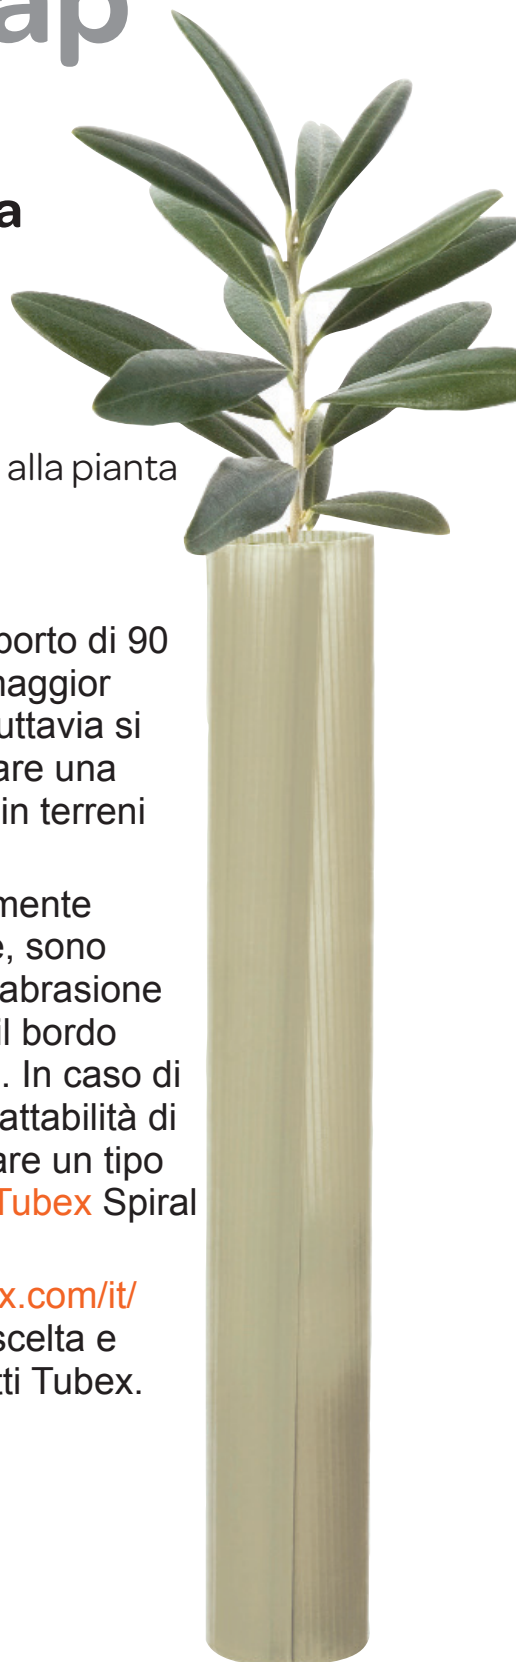 ap
a
alla pianta
porto di 90
maggior
uttavia si
are una
in terreni
mente
e, sono
abrasione
il bordo
. In caso di
attabilità di
are un tipo
Tubex Spiral
x.com/it/
scelta e
tti Tubex.